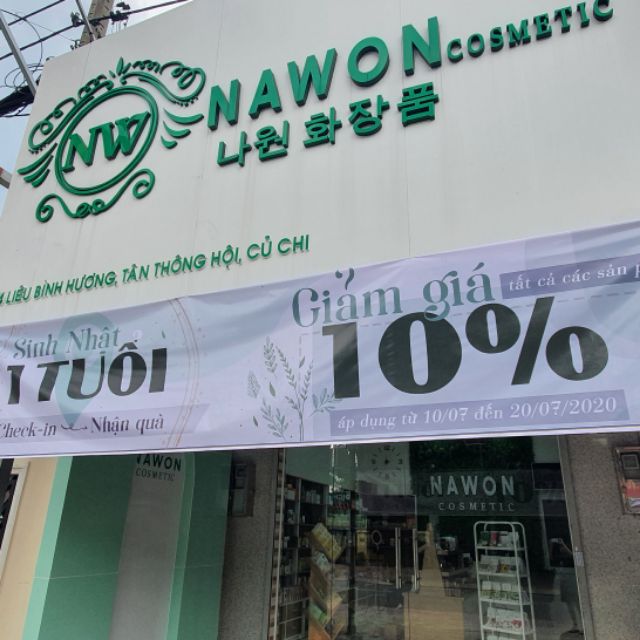 NW
NAWON COSMETIC
나원 화장품
LIÊU BÌNH HƯƠNG, TÂN THÔNG HỘI, CỦ CHI
Sinh Nhật
1 TUỔI
Check-in Nhận quà
Giảm giá tất cả các sản
10%
áp dụng từ 10/07 đến 20/07/2020
NAWON
COSMETIC
NAWON
COSMETIC